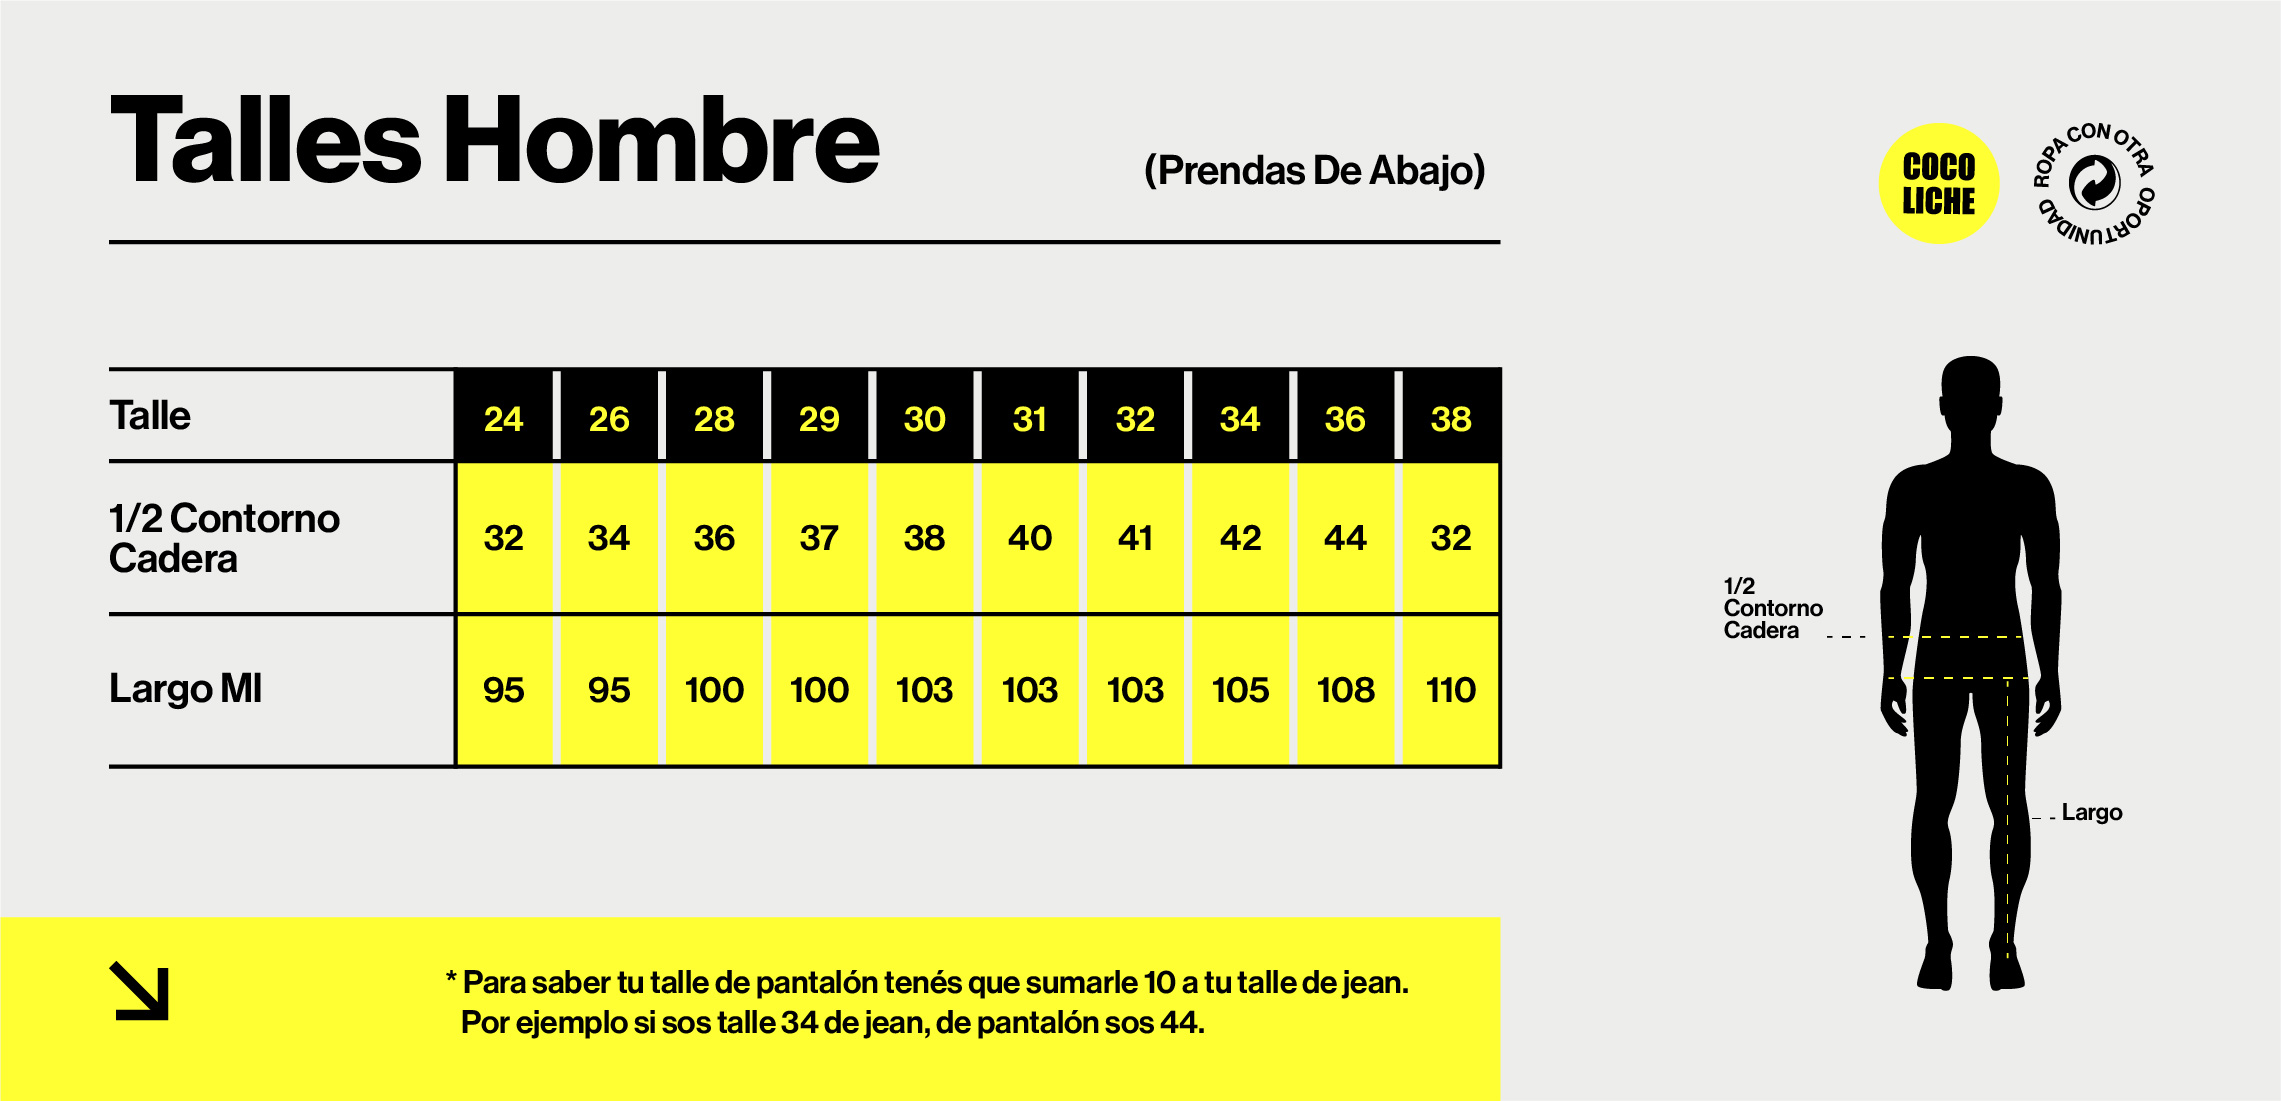 Talles Hombre
(Prendas De Abajo)
COCO
LICHE
ROPA CON OTRA OPORTUNIDAD
Talle 24 26 28 29 30 31 32 34 36 38
1/2 Contorno
Cadera 32 34 36 37 38 40 41 42 44 32
Largo Ml 95 95 100 100 103 103 103 105 108 110
1/2
Contorno
Cadera
Largo
* Para saber tu talle de pantalón tenés que sumarle 10 a tu talle de jean.
Por ejemplo si sos talle 34 de jean, de pantalón sos 44.